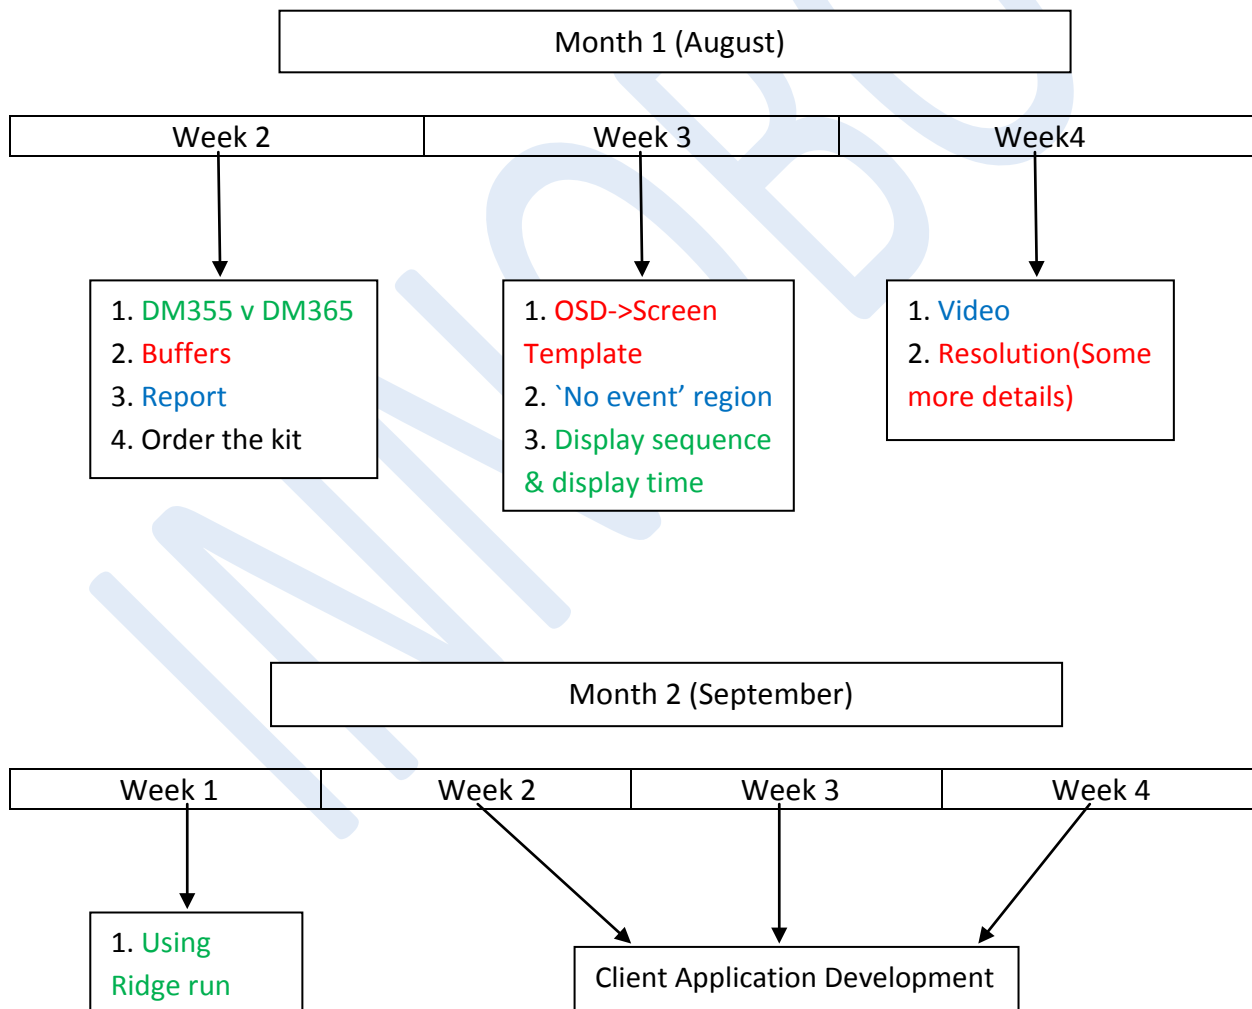 Month 1 (August)
Week 2
Week 3
Week4
1. DM355 v DM365
2. Buffers
3. Report
4. Order the kit
1. OSD->Screen
Template
2. `No event’ region
3. Display sequence
& display time
1. Video
2. Resolution(Some
more details)
Month 2 (September)
Week 1
Week 2
Week 3
Week 4
1. Using
Ridge run
Client Application Development